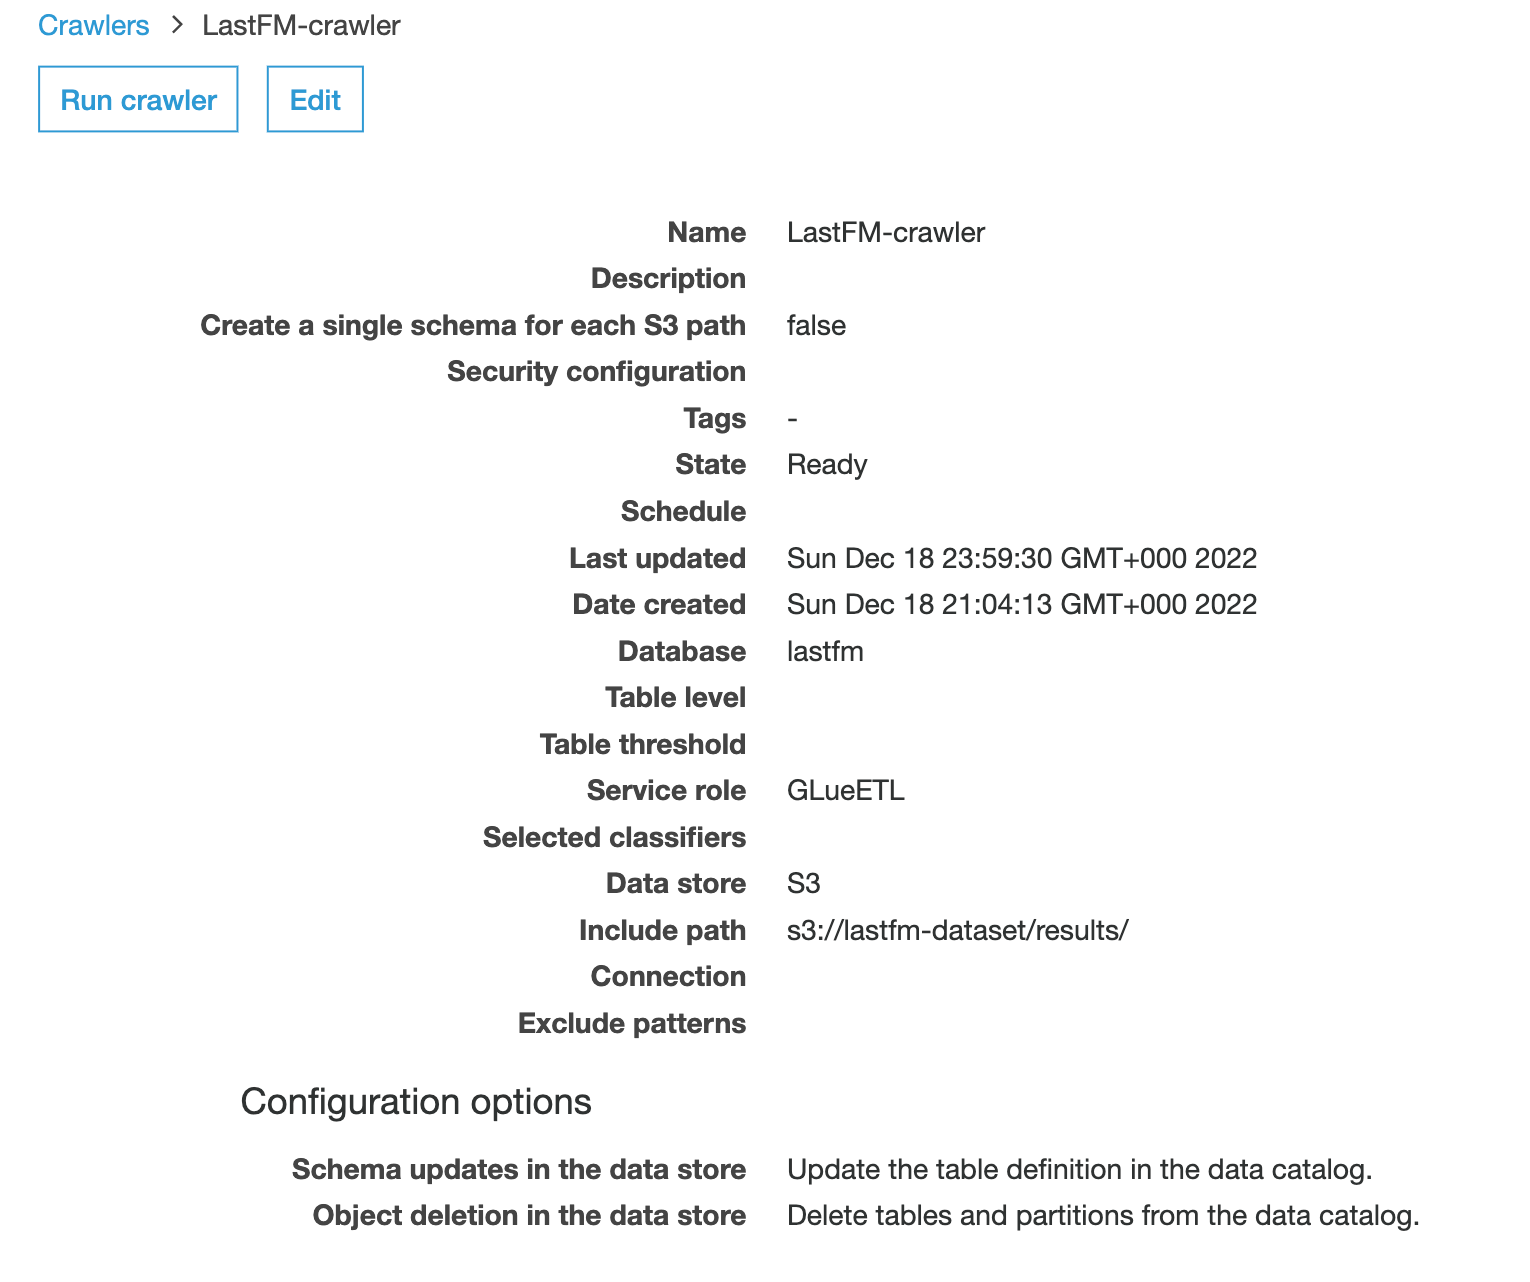 Crawlers > LastFM-crawler
Run crawler Edit
Name LastFM-crawler
Description
Create a single schema for each S3 path false
Security configuration
Tags -
State Ready
Schedule
Last updated Sun Dec 18 23:59:30 GMT+000 2022
Date created Sun Dec 18 21:04:13 GMT+000 2022
Database lastfm
Table level
Table threshold
Service role GLueETL
Selected classifiers
Data store S3
Include path s3://lastfm-dataset/results/
Connection
Exclude patterns
Configuration options
Schema updates in the data store Update the table definition in the data catalog.
Object deletion in the data store Delete tables and partitions from the data catalog.